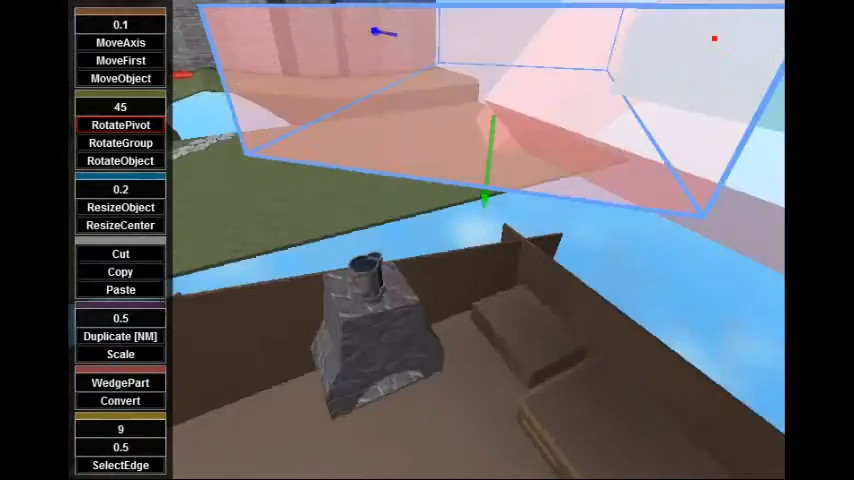 0.1
MoveAxis
MoveFirst
MoveObject
45
RotatePivot
RotateGroup
RotateObject
0.2
ResizeObject
ResizeCenter
Cut
Copy
Paste
0.5
Duplicate [NM]
Scale
WedgePart
Convert
9
0.5
SelectEdge